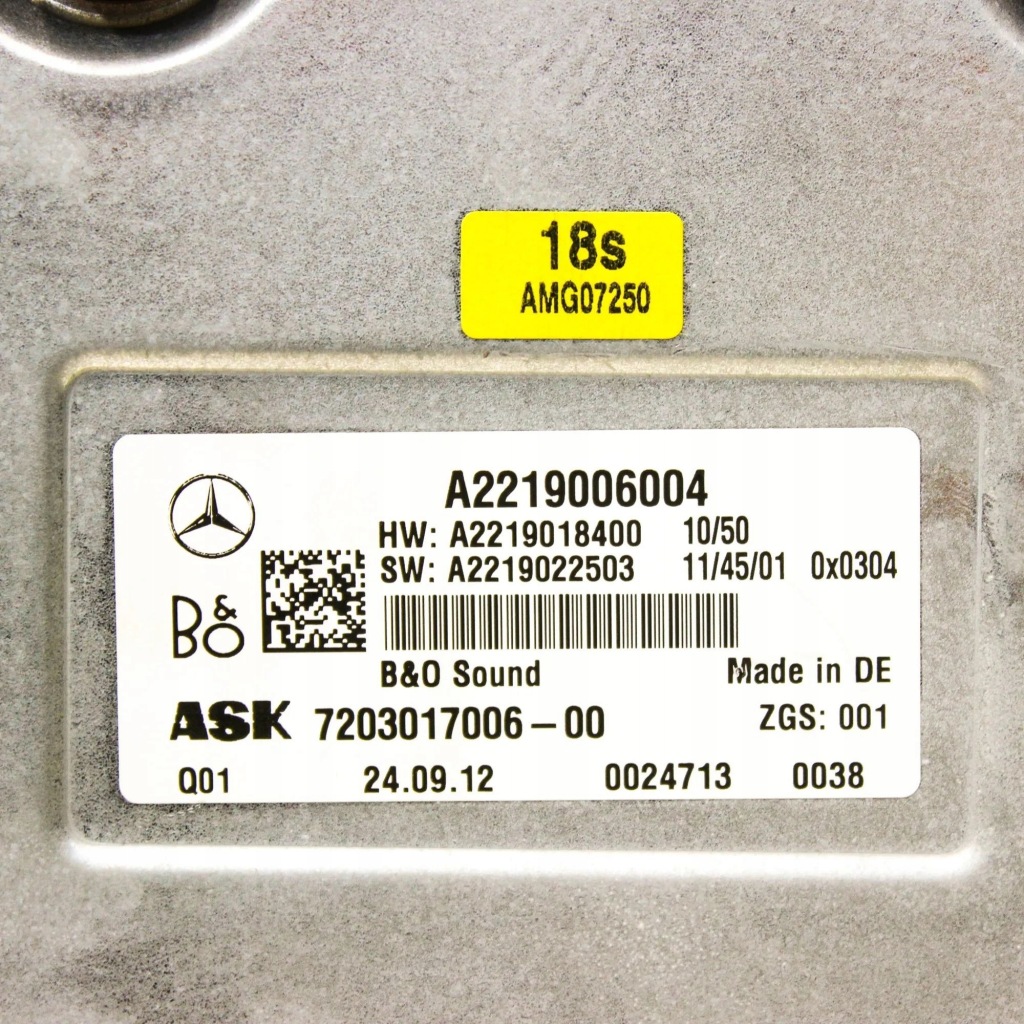 18s
AMG07250
A2219006004
HW: A2219018400 10/50
SW: A2219022503 11/45/01 0x0304
B&O
B&O Sound Made in DE
ASK 7203017006-00 ZGS: 001
Q01 24.09.12 0024713 0038